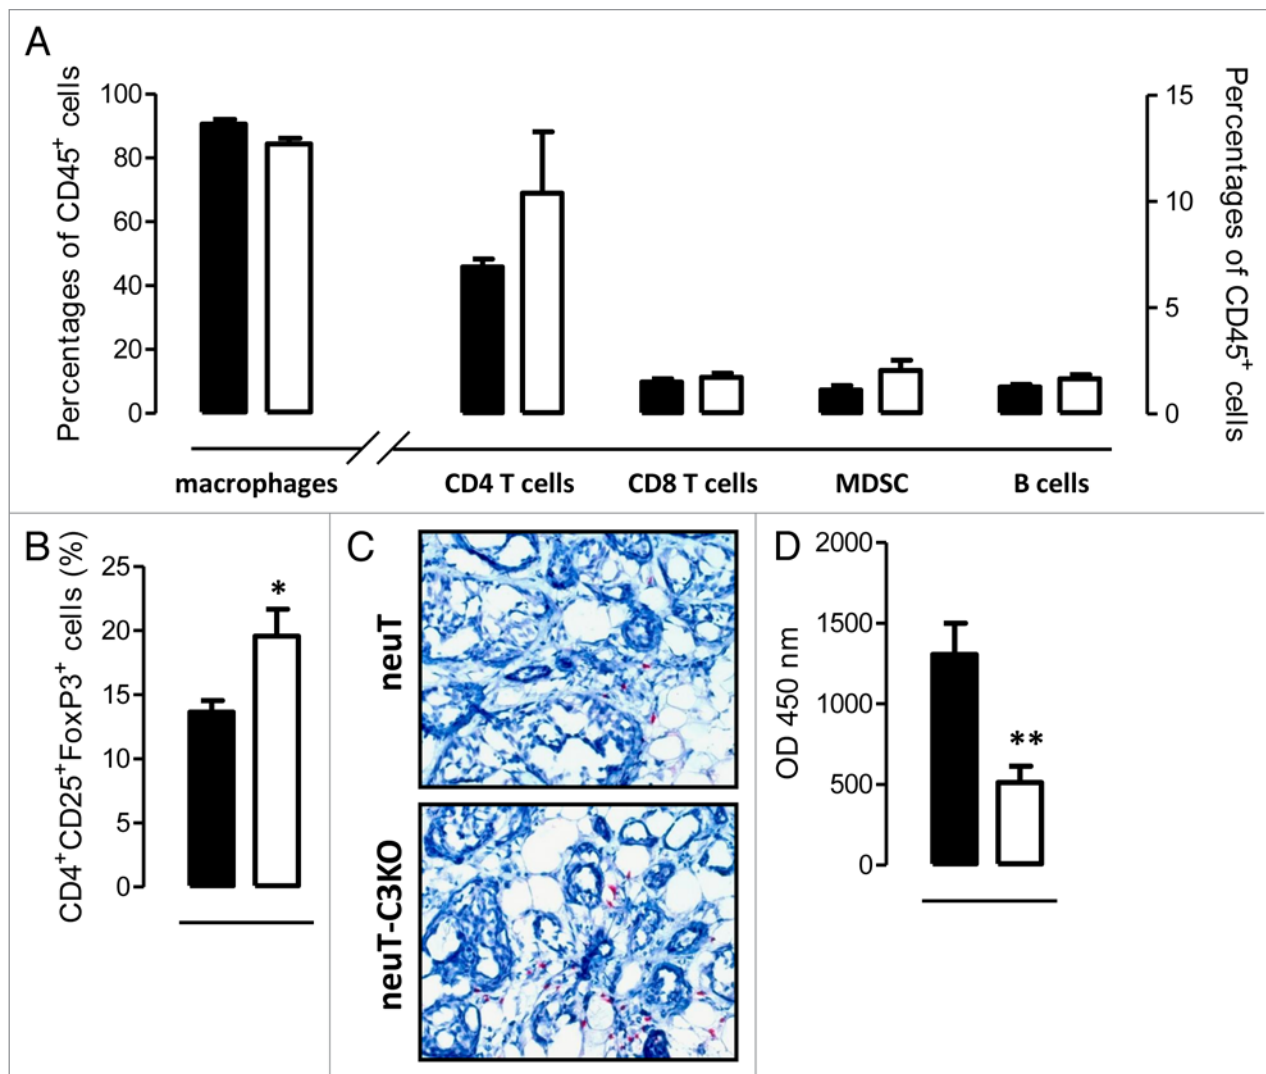 A
Percentages of CD45⁺ cells
100
80
60
40
20
0
15
10
5
0
Percentages of CD45⁺ cells
macrophages
CD4 T cells
CD8 T cells
MDSC
B cells
B
CD4⁺CD25⁺FoxP3⁺ cells (%)
25
20
15
10
5
0
*
C
neuT
neuT-C3KO
D
OD 450 nm
2000
1500
1000
500
0
**